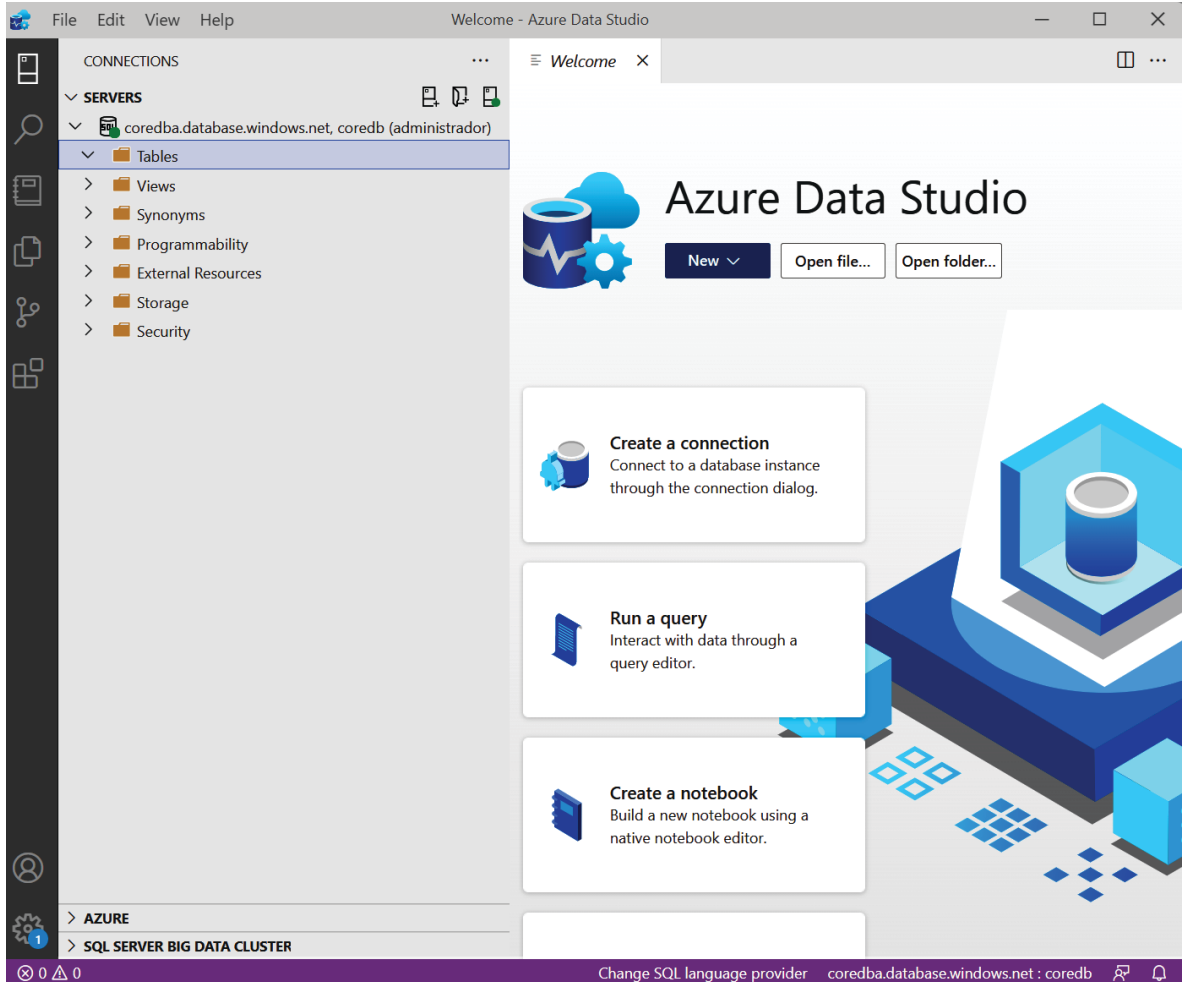 File Edit View Help
Welcome - Azure Data Studio
CONNECTIONS
SERVERS
coredba.database.windows.net, coredb (administrador)
Tables
Views
Synonyms
Programmability
External Resources
Storage
Security
AZURE
SQL SERVER BIG DATA CLUSTER
Welcome
Azure Data Studio
New
Open file...
Open folder...
Create a connection
Connect to a database instance
through the connection dialog.
Run a query
Interact with data through a
query editor.
Create a notebook
Build a new notebook using a
native notebook editor.
1
0 0
Change SQL language provider
coredba.database.windows.net : coredb